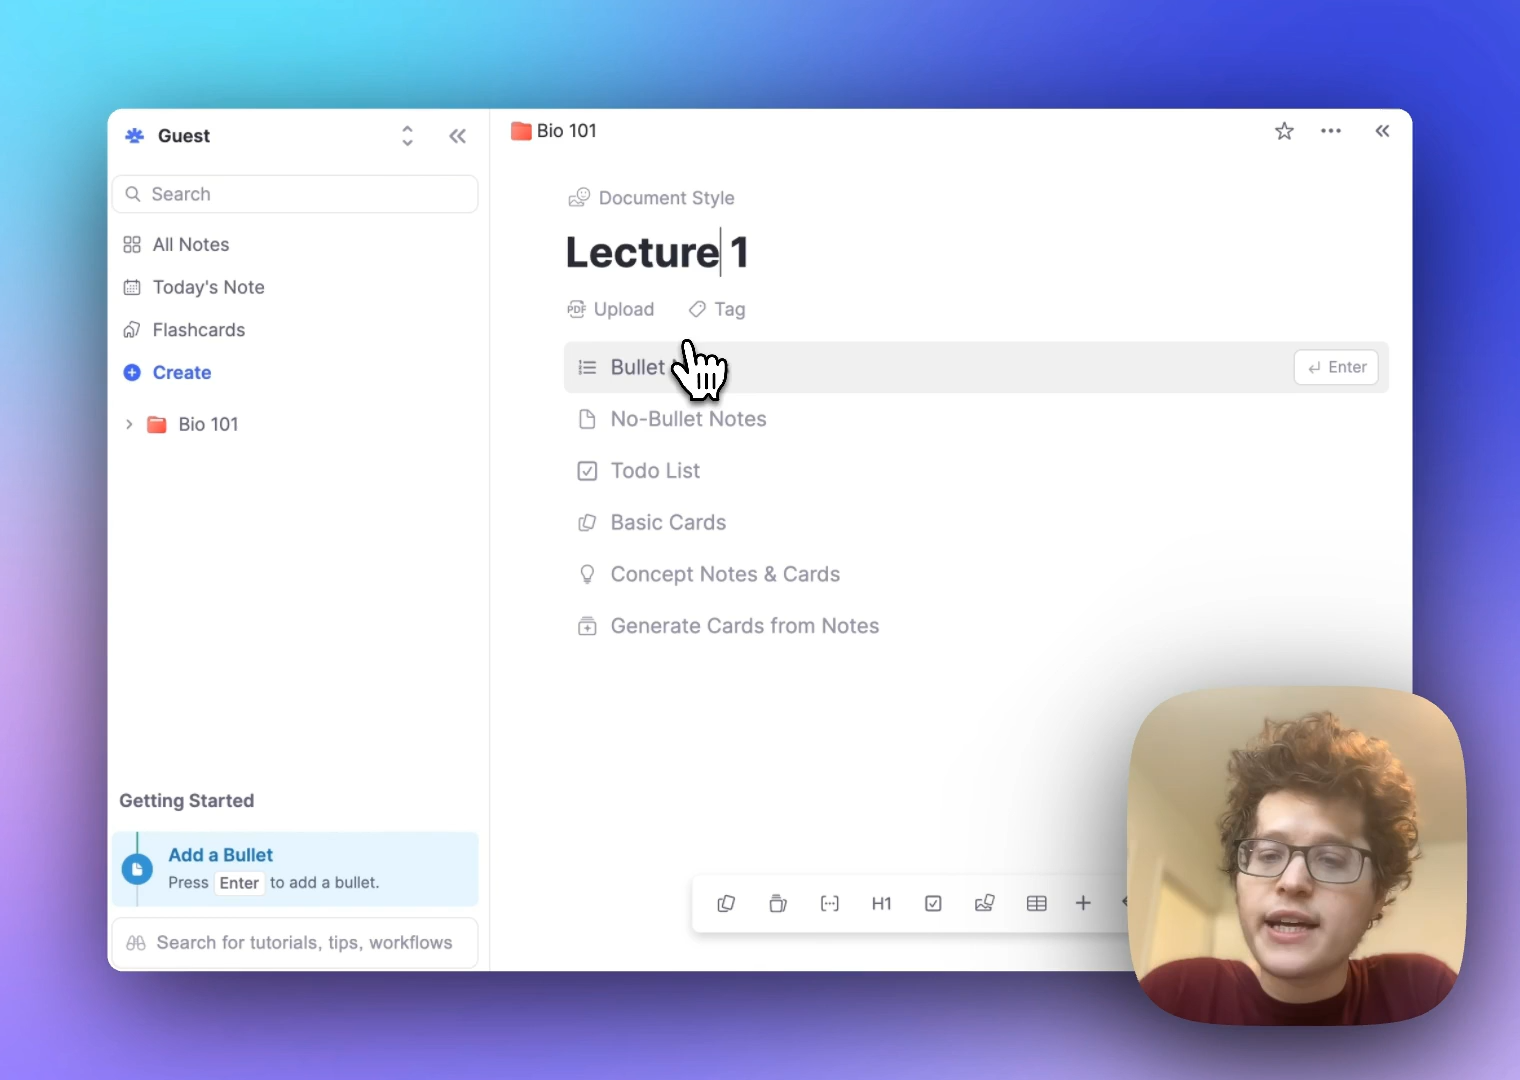 Guest
Search
All Notes
Today's Note
Flashcards
Create
Bio 101
Getting Started
Add a Bullet
Press Enter to add a bullet.
Search for tutorials, tips, workflows
Bio 101
Document Style
Lecture 1
PDF Upload
Tag
Bullet
Enter
No-Bullet Notes
Todo List
Basic Cards
Concept Notes & Cards
Generate Cards from Notes
H1